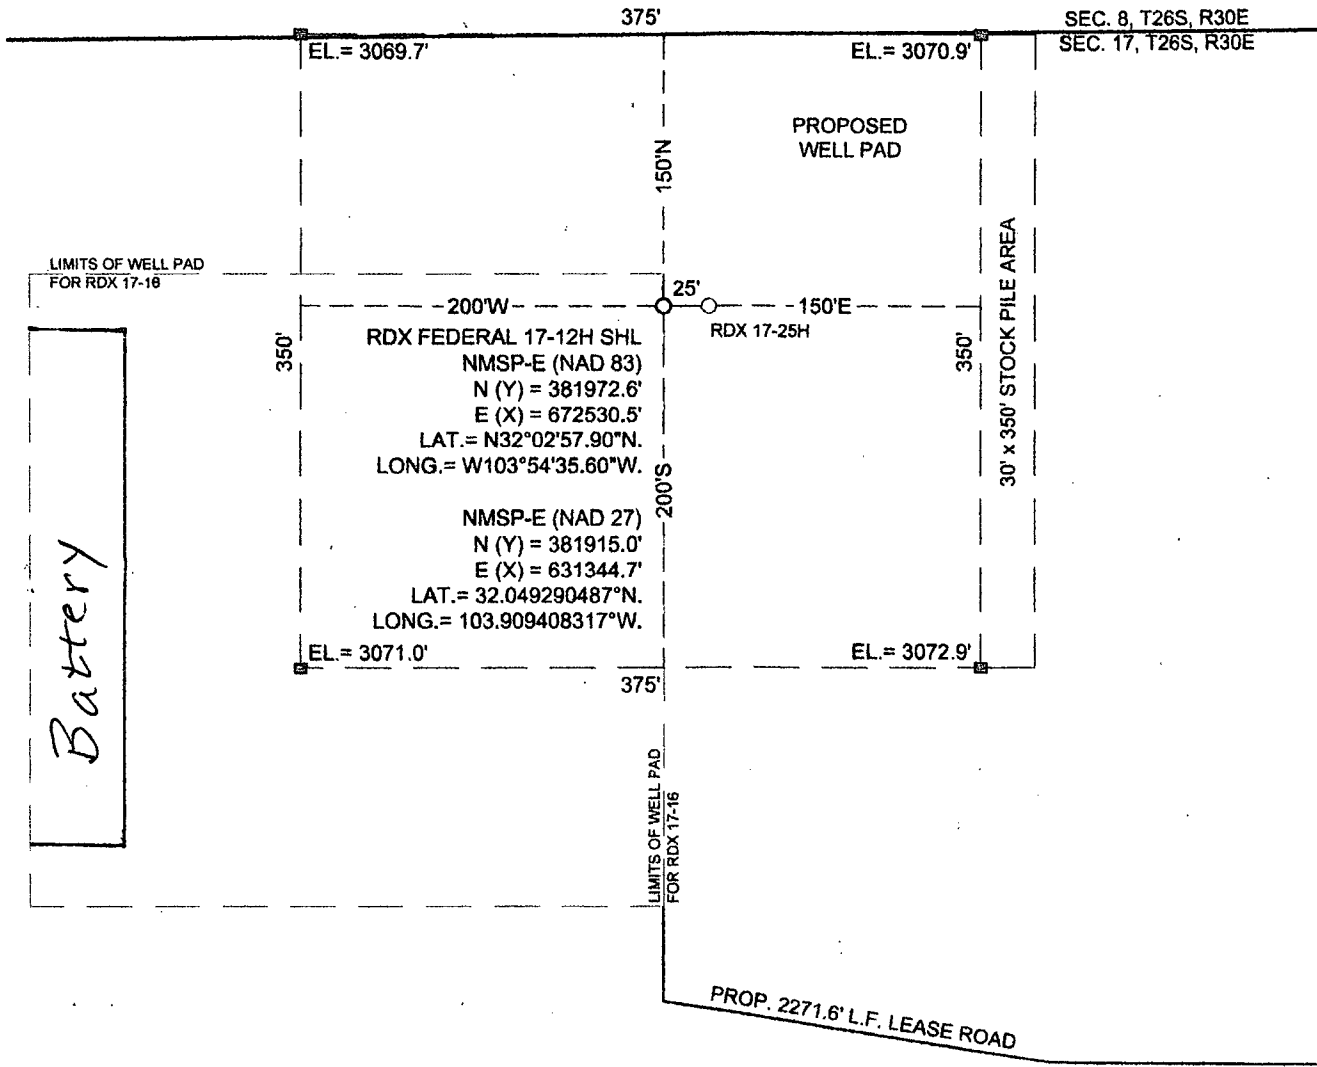 375'
SEC. 8, T26S, R30E
SEC. 17, T26S, R30E
EL.= 3069.7'
EL.= 3070.9'
PROPOSED
WELL PAD
150'N
30' x 350' STOCK PILE AREA
LIMITS OF WELL PAD
FOR RDX 17-16
25'
200'W
150'E
RDX 17-25H
350'
350'
RDX FEDERAL 17-12H SHL
NMSP-E (NAD 83)
N (Y) = 381972.6'
E (X) = 672530.5'
LAT.= N32°02'57.90"N.
LONG.= W103°54'35.60"W.
200'S
NMSP-E (NAD 27)
N (Y) = 381915.0'
E (X) = 631344.7'
LAT.= 32.049290487°N.
LONG.= 103.909408317°W.
Battery
EL.= 3071.0'
EL.= 3072.9'
375'
LIMITS OF WELL PAD
FOR RDX 17-16
PROP. 2271.6' L.F. LEASE ROAD